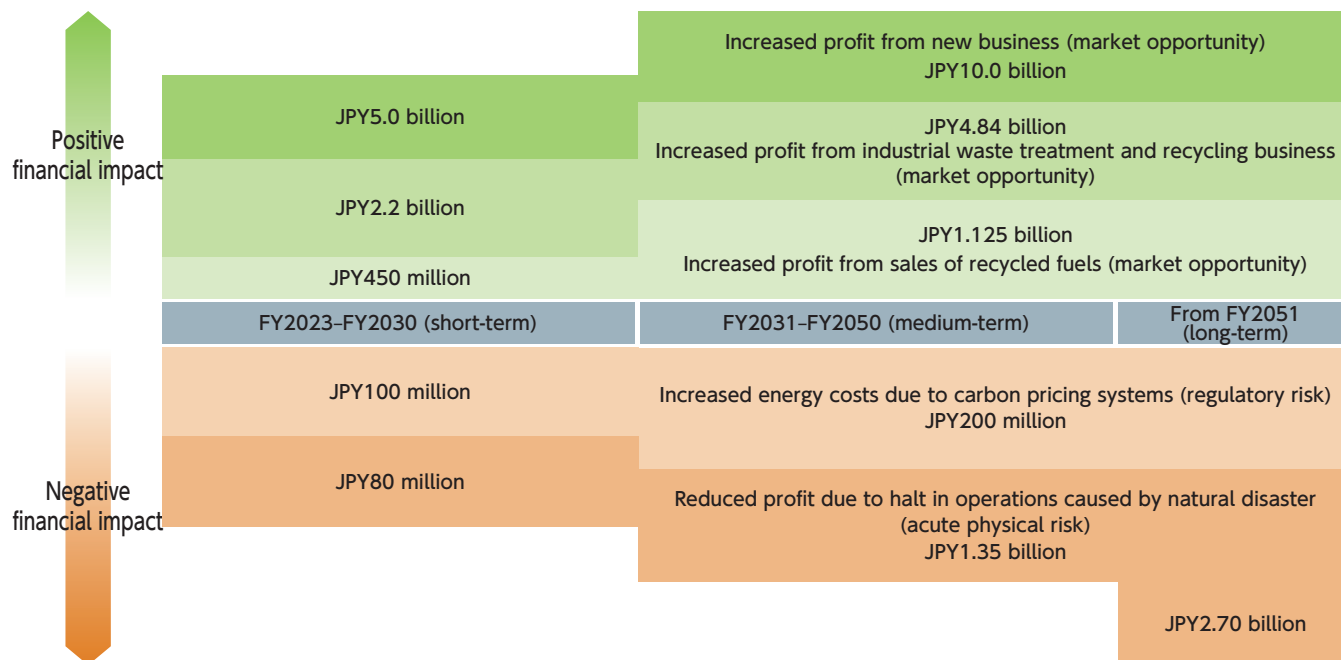 Positive
financial impact
JPY5.0 billion
JPY2.2 billion
JPY450 million
Increased profit from new business (market opportunity)
JPY10.0 billion
JPY4.84 billion
Increased profit from industrial waste treatment and recycling business
(market opportunity)
JPY1.125 billion
Increased profit from sales of recycled fuels (market opportunity)
FY2023–FY2030 (short-term)
FY2031–FY2050 (medium-term)
From FY2051
(long-term)
Negative
financial impact
JPY100 million
JPY80 million
Increased energy costs due to carbon pricing systems (regulatory risk)
JPY200 million
Reduced profit due to halt in operations caused by natural disaster
(acute physical risk)
JPY1.35 billion
JPY2.70 billion